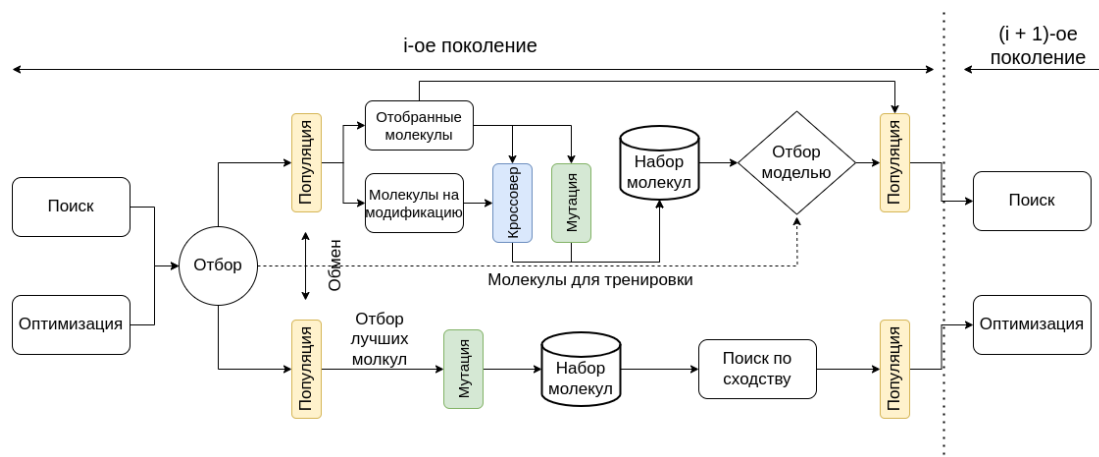 i-ое поколение
(i + 1)-ое
поколение
Поиск
Оптимизация
Отбор
Популяция
Отобранные
молекулы
Молекулы на
модификацию
Кроссовер
Мутация
Набор
молекул
Отбор
моделью
Популяция
Поиск
Обмен
Молекулы для тренировки
Популяция
Отбор
лучших
молкул
Мутация
Набор
молекул
Поиск по
сходству
Популяция
Оптимизация